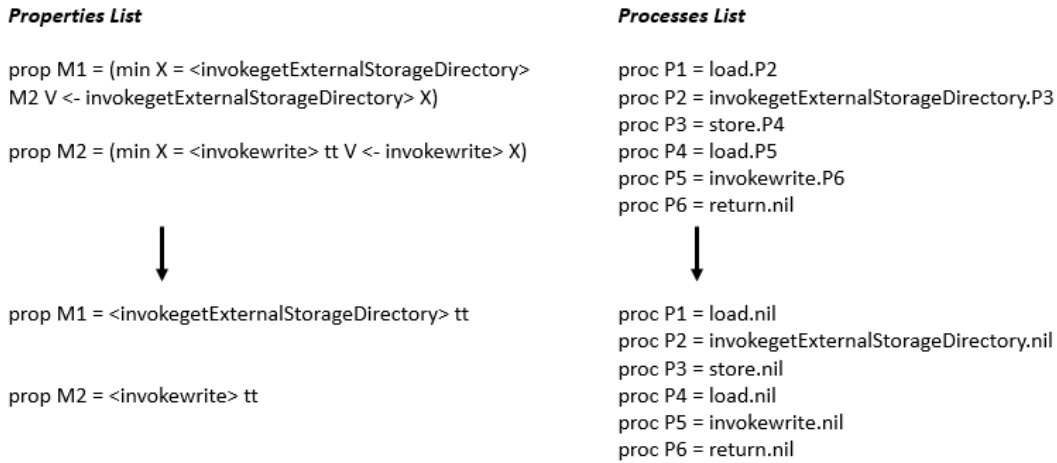 Properties List
prop M1 = (min X = <invokegetExternalStorageDirectory>
M2 V <- invokegetExternalStorageDirectory> X)
prop M2 = (min X = <invokewrite> tt V <- invokewrite> X)
Processes List
proc P1 = load.P2
proc P2 = invokegetExternalStorageDirectory.P3
proc P3 = store.P4
proc P4 = load.P5
proc P5 = invokewrite.P6
proc P6 = return.nil
prop M1 = <invokegetExternalStorageDirectory> tt
prop M2 = <invokewrite> tt
proc P1 = load.nil
proc P2 = invokegetExternalStorageDirectory.nil
proc P3 = store.nil
proc P4 = load.nil
proc P5 = invokewrite.nil
proc P6 = return.nil